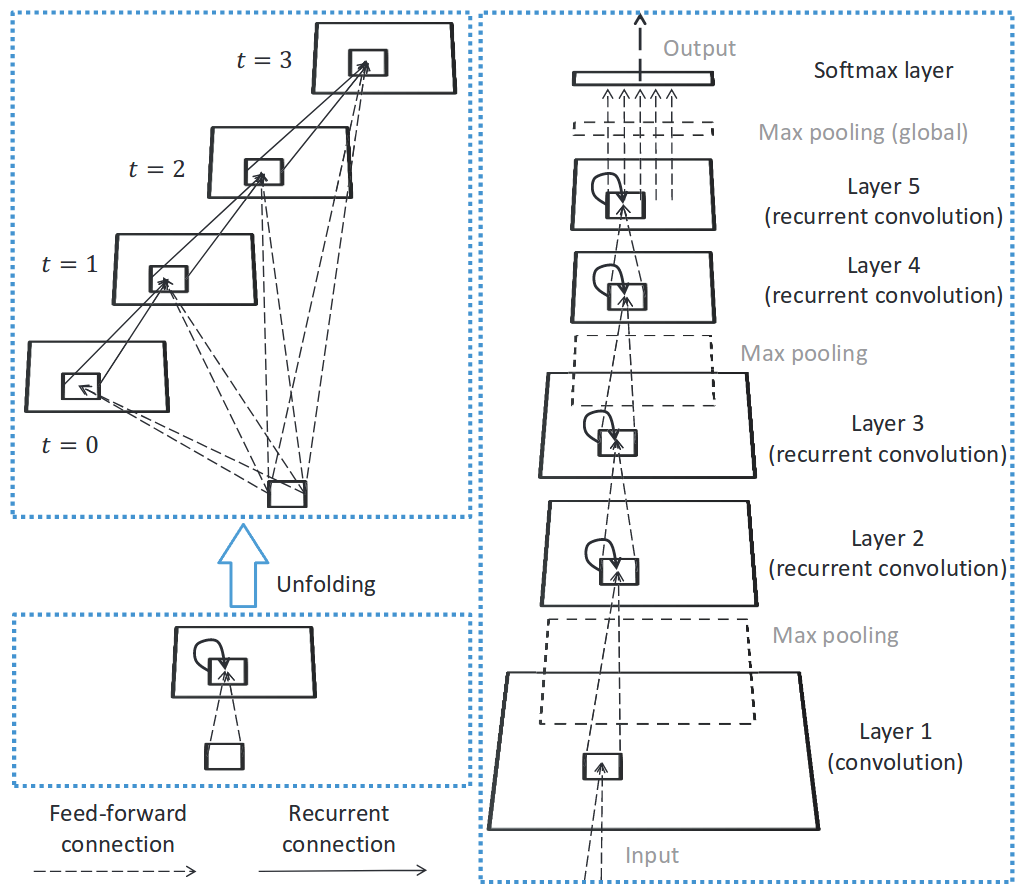 t = 3
t = 2
t = 1
t = 0
Unfolding
Feed-forward
connection
Recurrent
connection
Output
Softmax layer
Max pooling (global)
Layer 5
(recurrent convolution)
Layer 4
(recurrent convolution)
Max pooling
Layer 3
(recurrent convolution)
Layer 2
(recurrent convolution)
Max pooling
Layer 1
(convolution)
Input